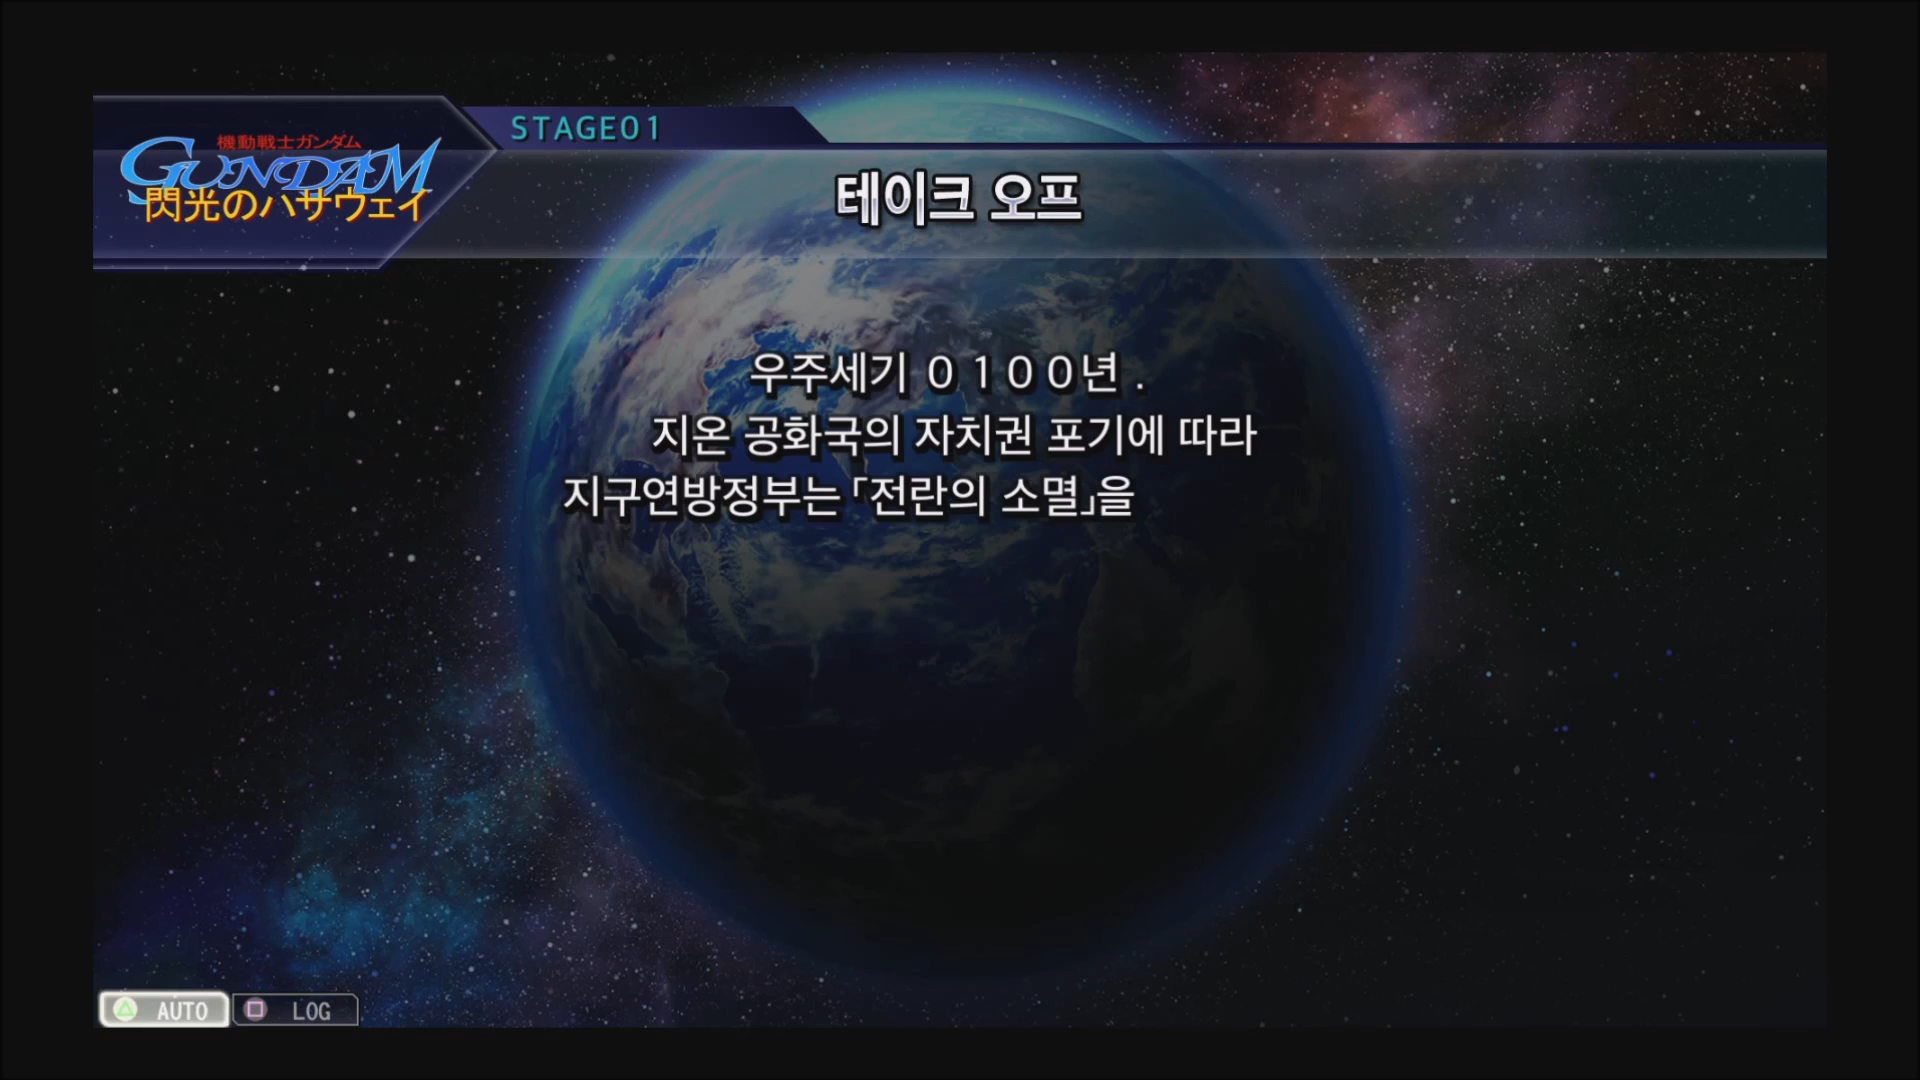 STAGE01
機動戦士ガンダム
GUNDAM
閃光のハサウェイ
테이크 오프
우주세기 0100년.
지온 공화국의 자치권 포기에 따라
지구연방정부는 「전란의 소멸」을
AUTO
LOG